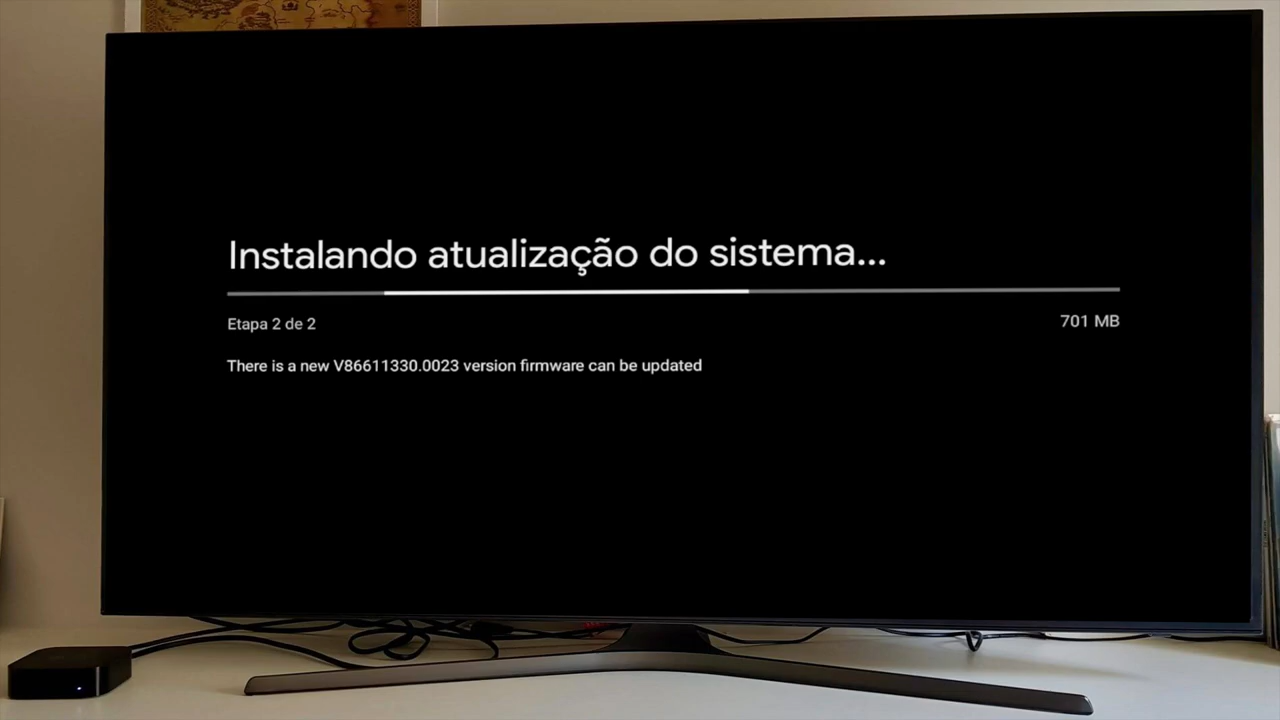 Instalando atualização do sistema...
Etapa 2 de 2
701 MB
There is a new V86611330.0023 version firmware can be updated